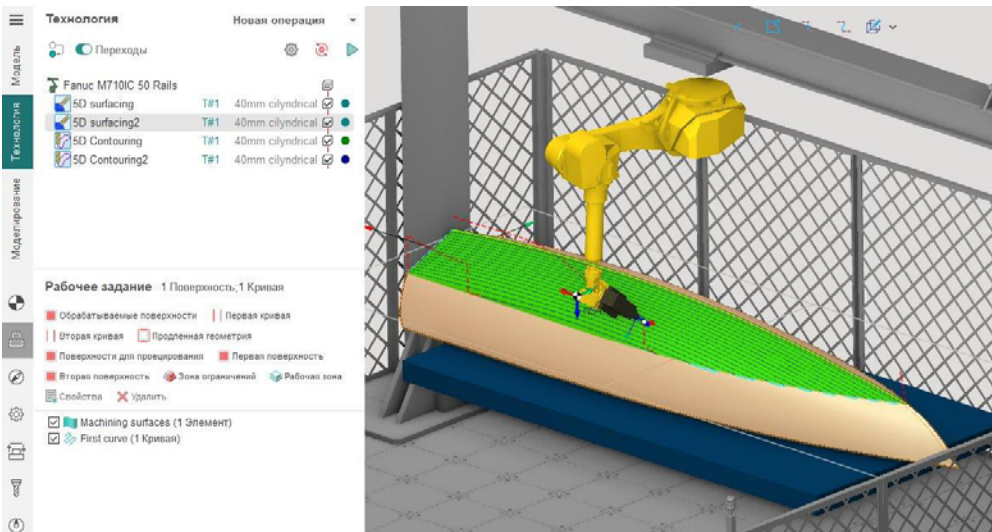 Технология
Новая операция
Переходы
Fanuc M710IC 50 Rails
5D surfacing T#1 40mm cilyndrical
5D surfacing2 T#1 40mm cilyndrical
5D Contouring T#1 40mm cilyndrical
5D Contouring2 T#1 40mm cilyndrical
Модель
Технология
Моделирование
Рабочее задание 1 Поверхность,1 Кривая
Обрабатываемые поверхности Первая кривая
Вторая кривая Продленная геометрия
Поверхности для проецирования Первая поверхность
Вторая поверхность Зона ограничений Рабочая зона
Свойства Удалить
Machining surfaces (1 Элемент)
First curve (1 Кривая)